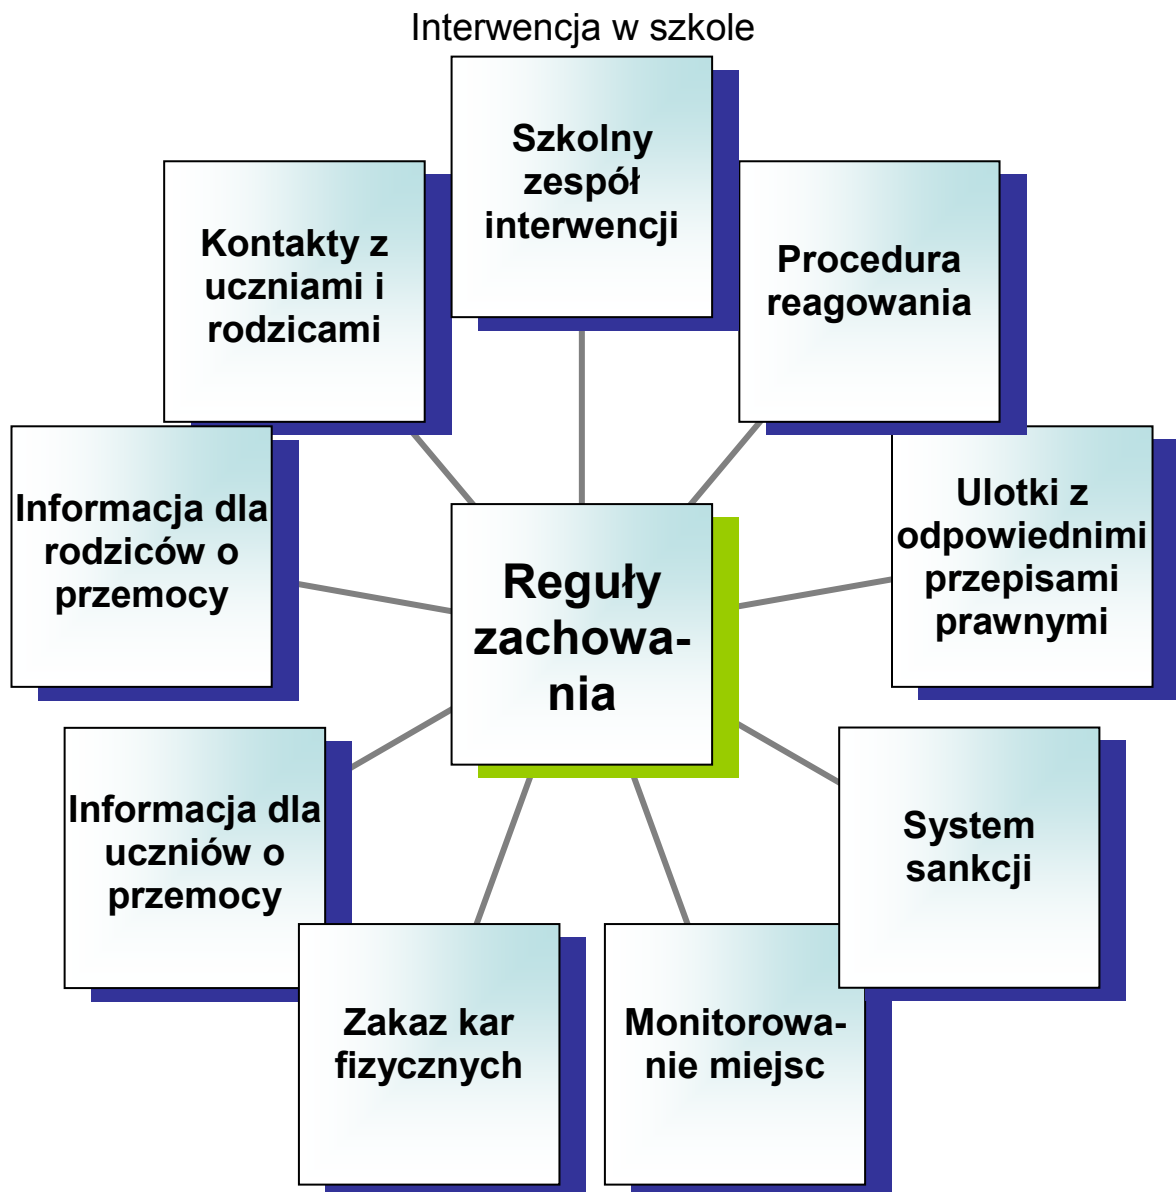 Interwencja w szkole
Szkolny
zespół
interwencji
Kontakty z
uczniami i
rodzicami
Procedura
reagowania
Informacja dla
rodziców o
przemocy
Ulotki z
odpowiednimi
przepisami
prawnymi
Reguły
zachowa-
nia
Informacja dla
uczniów o
przemocy
System
sankcji
Zakaz kar
fizycznych
Monitorowa-
nie miejsc